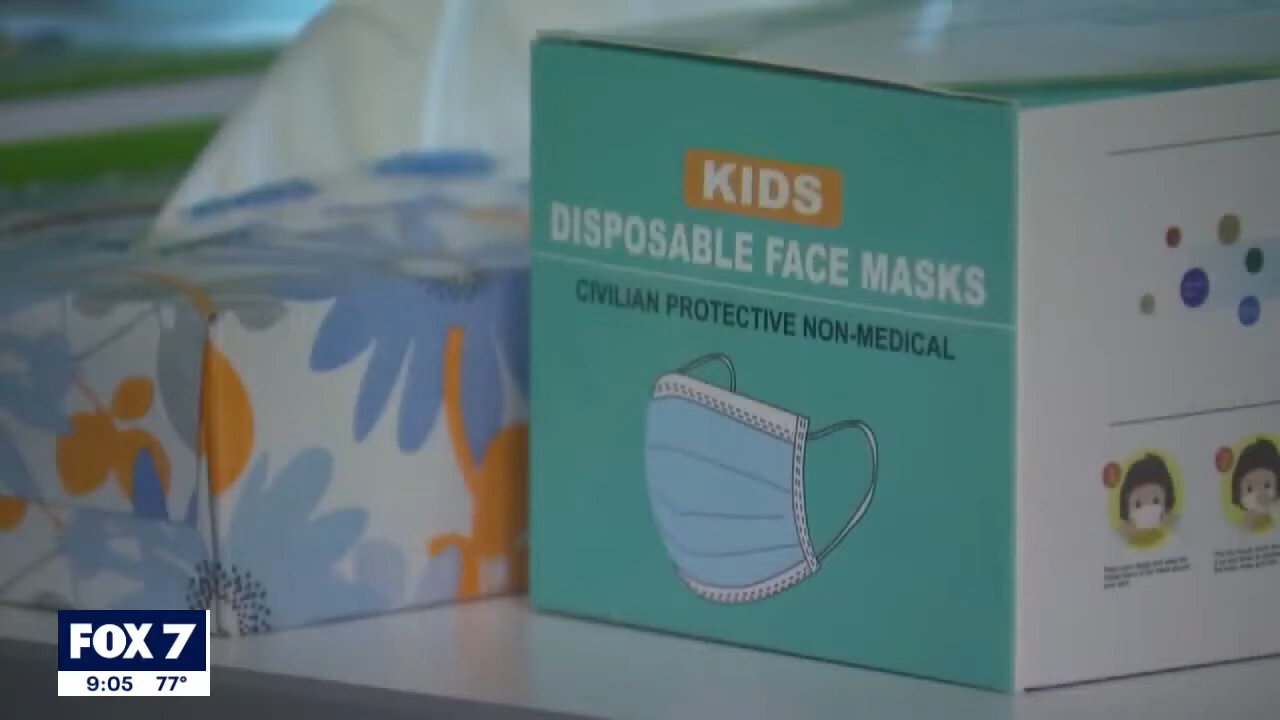 KIDS
DISPOSABLE FACE MASKS
CIVILIAN PROTECTIVE NON-MEDICAL
FOX 7
9:05 77°